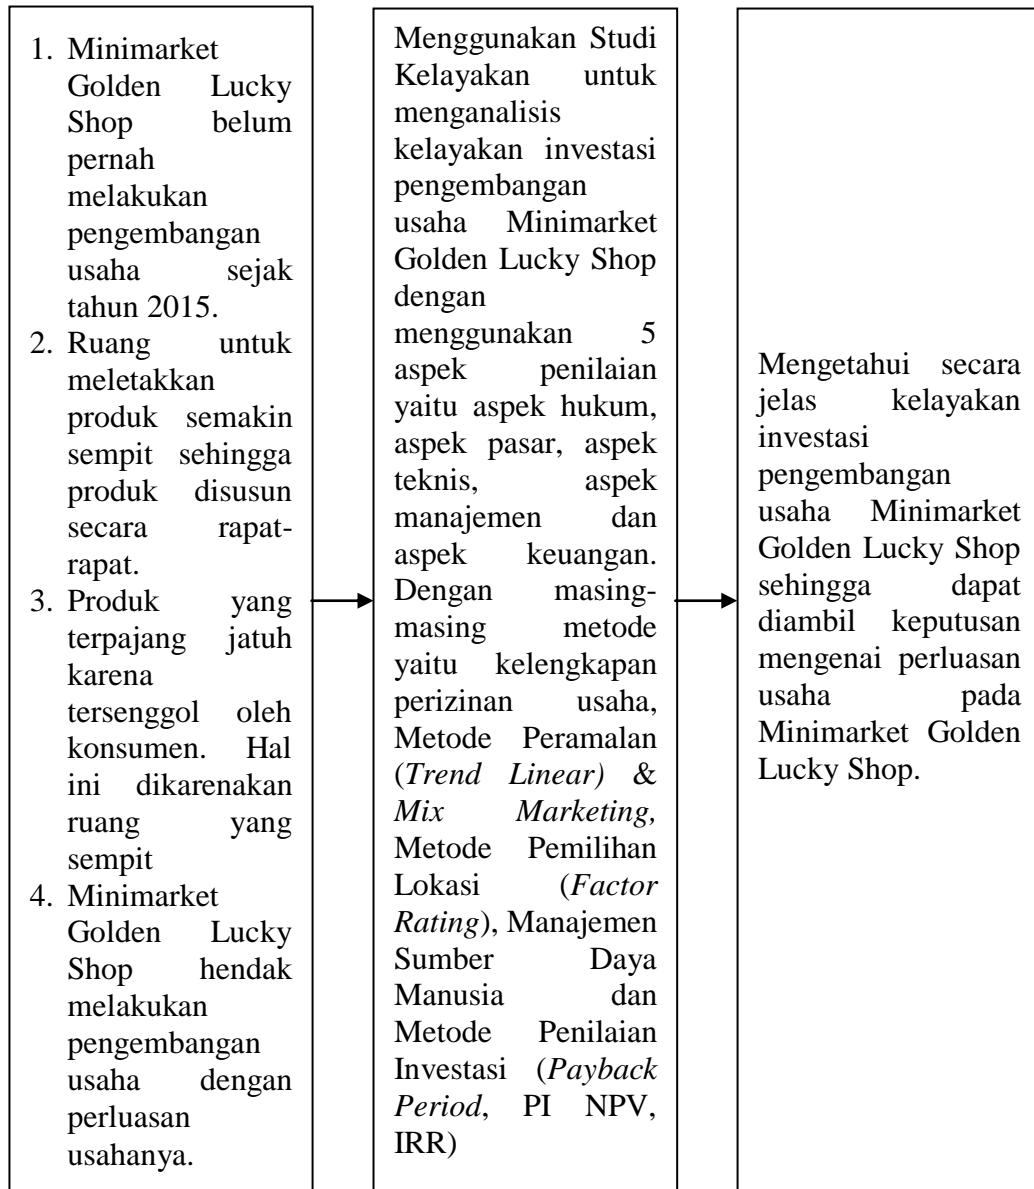 1. Minimarket
Golden Lucky
Shop belum
pernah
melakukan
pengembangan
usaha sejak
tahun 2015.
2. Ruang untuk
meletakkan
produk semakin
sempit sehingga
produk disusun
secara rapat-
rapat.
3. Produk yang
terpajang jatuh
karena
tersenggol oleh
konsumen. Hal
ini dikarenakan
ruang yang
sempit
4. Minimarket
Golden Lucky
Shop hendak
melakukan
pengembangan
usaha dengan
perluasan
usahanya.
Menggunakan Studi
Kelayakan untuk
menganalisis
kelayakan investasi
pengembangan
usaha Minimarket
Golden Lucky Shop
dengan
menggunakan 5
aspek penilaian
yaitu aspek hukum,
aspek pasar, aspek
teknis, aspek
manajemen dan
aspek keuangan.
Dengan masing-
masing metode
yaitu kelengkapan
perizinan usaha,
Metode Peramalan
(Trend Linear) &
Mix Marketing,
Metode Pemilihan
Lokasi (Factor
Rating), Manajemen
Sumber Daya
Manusia dan
Metode Penilaian
Investasi (Payback
Period, PI NPV,
IRR)
Mengetahui secara
jelas kelayakan
investasi
pengembangan
usaha Minimarket
Golden Lucky Shop
sehingga dapat
diambil keputusan
mengenai perluasan
usaha pada
Minimarket Golden
Lucky Shop.